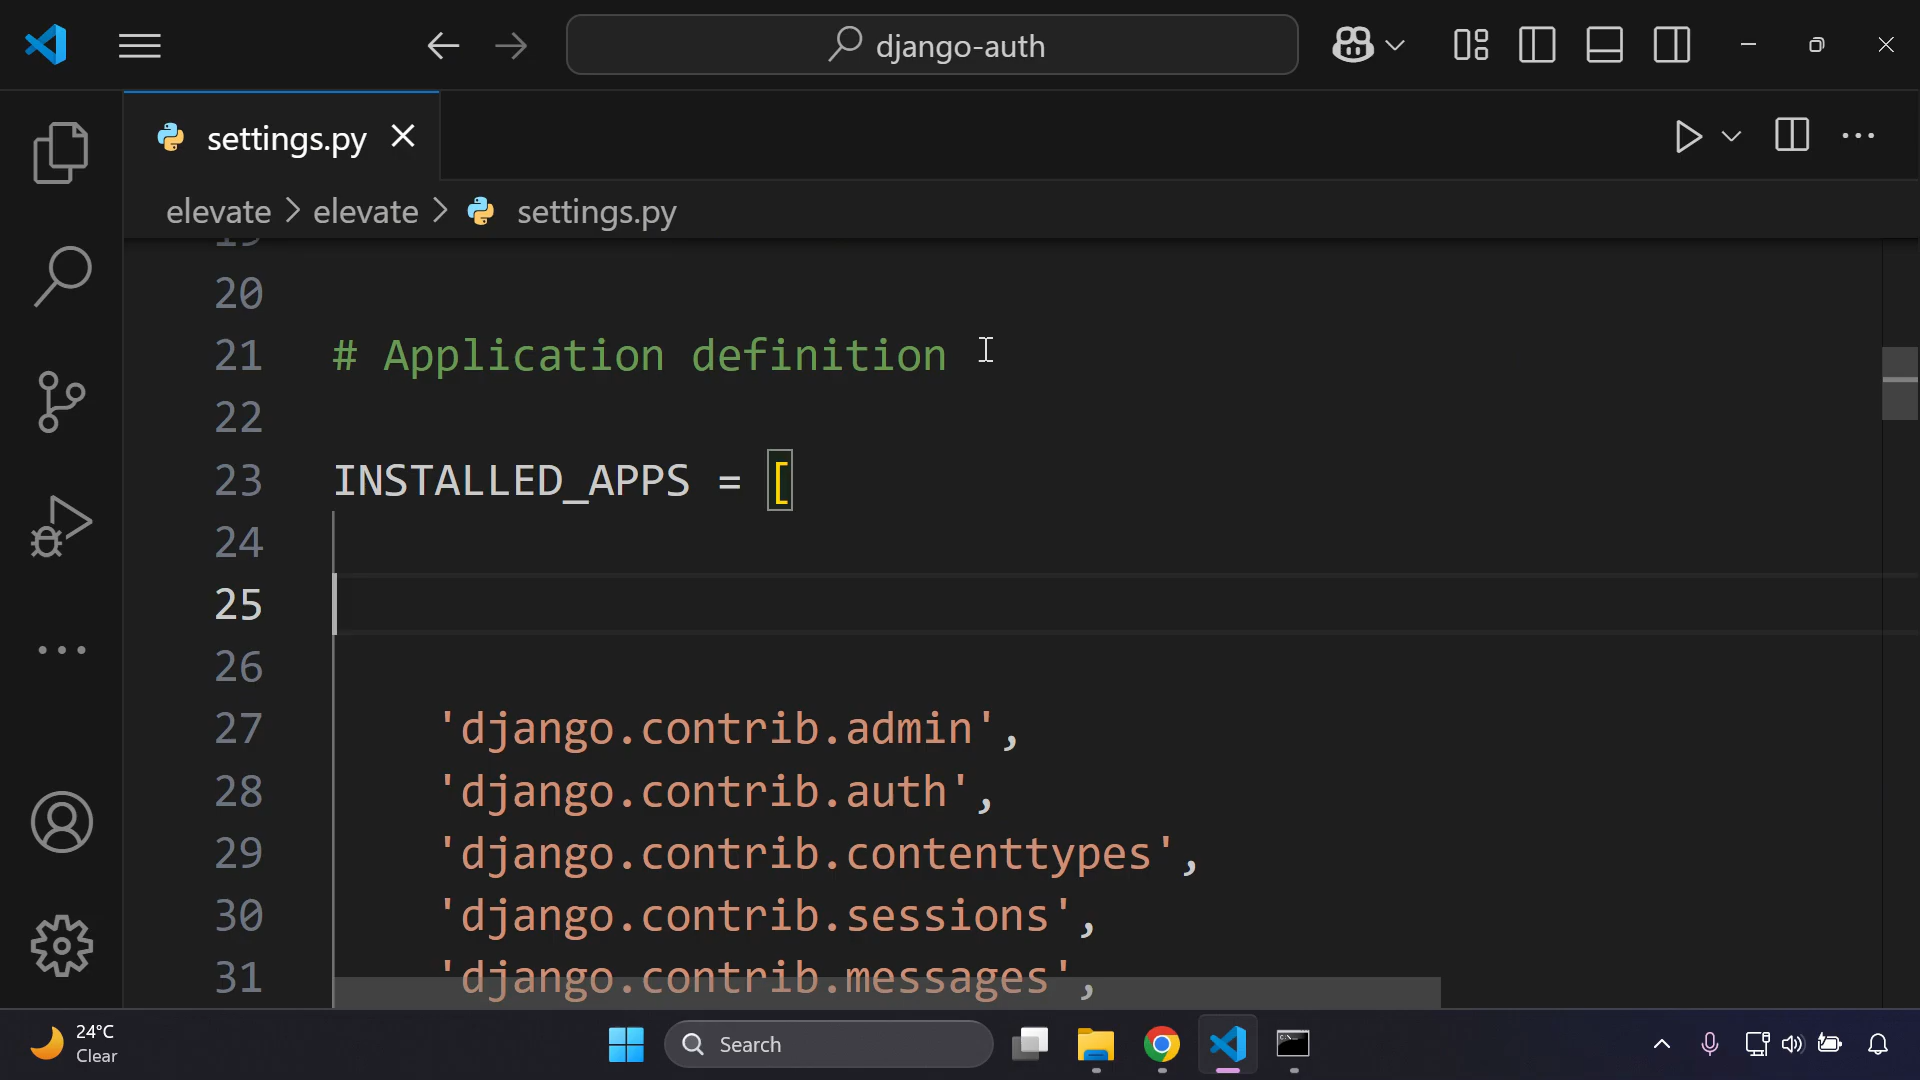 django-auth
settings.py
elevate > elevate > settings.py
19
20
21 # Application definition
22
23 INSTALLED_APPS = [
24
25
26
27 'django.contrib.admin',
28 'django.contrib.auth',
29 'django.contrib.contenttypes',
30 'django.contrib.sessions',
31 'django.contrib.messages',
24°C
Clear
Search